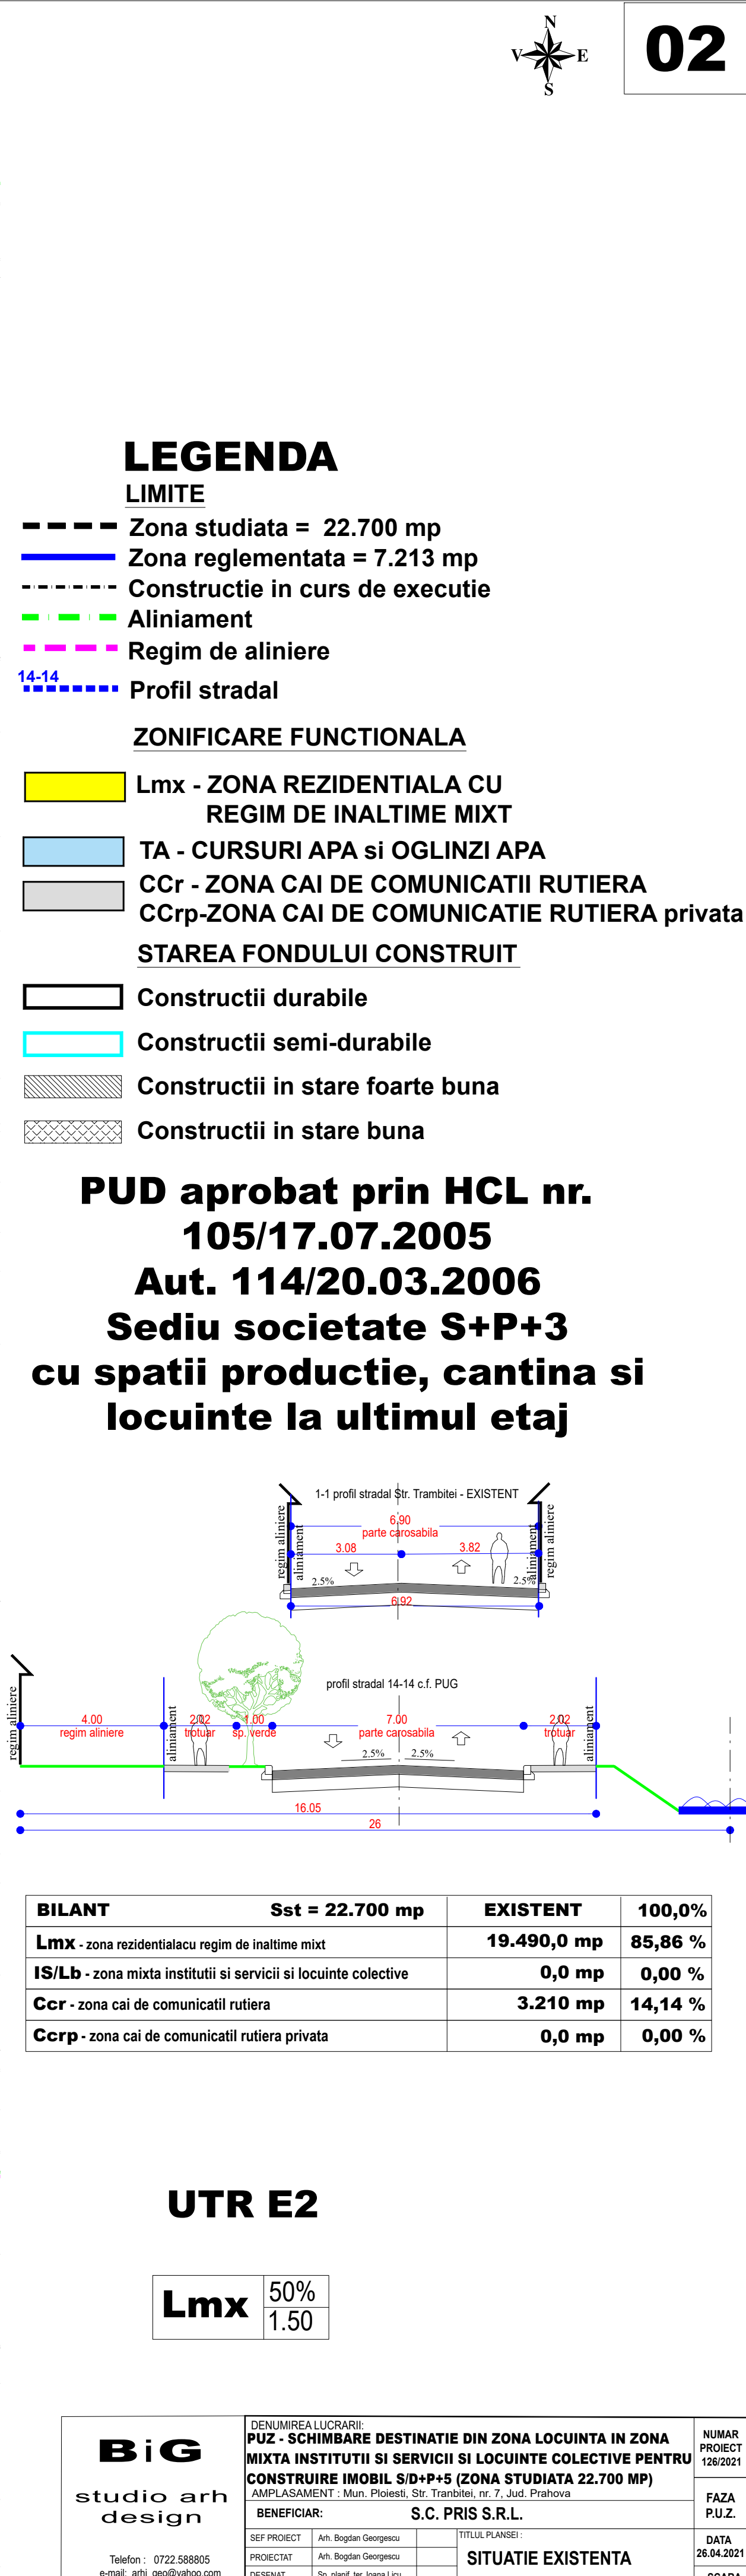 N
V E
S
02
LEGENDA
LIMITE
Zona studiata = 22.700 mp
Zona reglementata = 7.213 mp
Constructie in curs de executie
Aliniament
Regim de aliniere
14-14
Profil stradal
ZONIFICARE FUNCTIONALA
Lmx - ZONA REZIDENTIALA CU
REGIM DE INALTIME MIXT
TA - CURSURI APA si OGLINZI APA
CCr - ZONA CAI DE COMUNICATII RUTIERA
CCrp-ZONA CAI DE COMUNICATIE RUTIERA privata
STAREA FONDULUI CONSTRUIT
Constructii durabile
Constructii semi-durabile
Constructii in stare foarte buna
Constructii in stare buna
PUD aprobat prin HCL nr.
105/17.07.2005
Aut. 114/20.03.2006
Sediu societate S+P+3
cu spatii productie, cantina si
locuinte la ultimul etaj
1-1 profil stradal Str. Trambitei - EXISTENT
regim aliniere
aliniament
6.90
parte carosabila
3.08 3.82
aliniament
regim aliniere
2.5% 2.5%
6.92
profil stradal 14-14 c.f. PUG
regim aliniere
4.00
regim aliniere
aliniament
2.02
trotuar
1.00
sp. verde
7.00
parte carosabila
2.02
trotuar
aliniament
2.5% 2.5%
16.05
26
BILANT Sst = 22.700 mp EXISTENT 100,0%
Lmx - zona rezidentialacu regim de inaltime mixt 19.490,0 mp 85,86 %
IS/Lb - zona mixta institutii si servicii si locuinte colective 0,0 mp 0,00 %
Ccr - zona cai de comunicatil rutiera 3.210 mp 14,14 %
Ccrp - zona cai de comunicatil rutiera privata 0,0 mp 0,00 %
UTR E2
Lmx 50%
1.50
BiG
studio arh
design
Telefon : 0722.588805
e-mail: arhi_geo@yahoo.com
DENUMIREA LUCRARII:
PUZ - SCHIMBARE DESTINATIE DIN ZONA LOCUINTA IN ZONA
MIXTA INSTITUTII SI SERVICII SI LOCUINTE COLECTIVE PENTRU
CONSTRUIRE IMOBIL S/D+P+5 (ZONA STUDIATA 22.700 MP)
AMPLASAMENT : Mun. Ploiesti, Str. Tranbitei, nr. 7, Jud. Prahova
BENEFICIAR: S.C. PRIS S.R.L.
SEF PROIECT Arh. Bogdan Georgescu
PROIECTAT Arh. Bogdan Georgescu
DESENAT Sp. planif. ter. Ioana Licu
TITLUL PLANSEI :
SITUATIE EXISTENTA
NUMAR
PROIECT
126/2021
FAZA
P.U.Z.
DATA
26.04.2021
SCARA